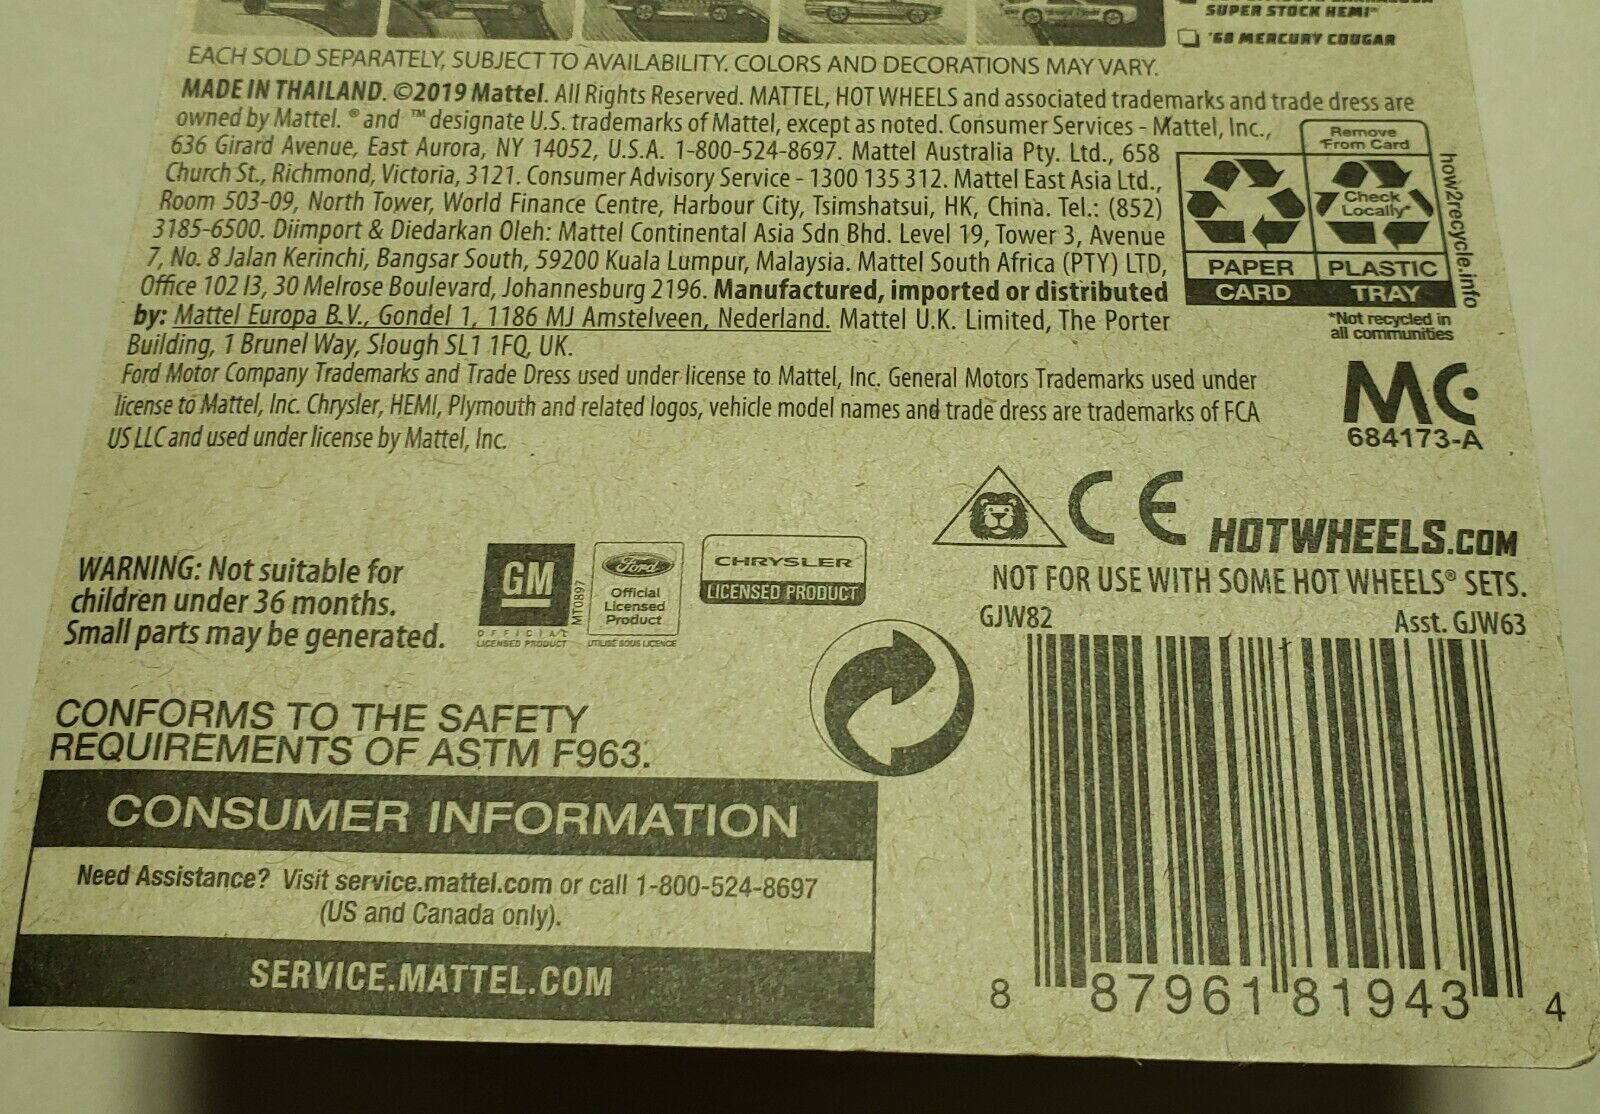 SUPER STOCK HEMI™
'68 MERCURY COUGAR
EACH SOLD SEPARATELY, SUBJECT TO AVAILABILITY. COLORS AND DECORATIONS MAY VARY.
MADE IN THAILAND. ©2019 Mattel. All Rights Reserved. MATTEL, HOT WHEELS and associated trademarks and trade dress are
owned by Mattel. ® and ™ designate U.S. trademarks of Mattel, except as noted. Consumer Services - Mattel, Inc.,
636 Girard Avenue, East Aurora, NY 14052, U.S.A. 1-800-524-8697. Mattel Australia Pty. Ltd., 658
Church St., Richmond, Victoria, 3121. Consumer Advisory Service - 1300 135 312. Mattel East Asia Ltd.,
Room 503-09, North Tower, World Finance Centre, Harbour City, Tsimshatsui, HK, China. Tel.: (852)
3185-6500. Diimport & Diedarkan Oleh: Mattel Continental Asia Sdn Bhd. Level 19, Tower 3, Avenue
7, No. 8 Jalan Kerinchi, Bangsar South, 59200 Kuala Lumpur, Malaysia. Mattel South Africa (PTY) LTD,
Office 102 I3, 30 Melrose Boulevard, Johannesburg 2196. Manufactured, imported or distributed
by: Mattel Europa B.V., Gondel 1, 1186 MJ Amstelveen, Nederland. Mattel U.K. Limited, The Porter
Building, 1 Brunel Way, Slough SL1 1FQ, UK.
Ford Motor Company Trademarks and Trade Dress used under license to Mattel, Inc. General Motors Trademarks used under
license to Mattel, Inc. Chrysler, HEMI, Plymouth and related logos, vehicle model names and trade dress are trademarks of FCA
US LLC and used under license by Mattel, Inc.
Remove
From Card
Check
Locally*
PAPER
CARD
PLASTIC
TRAY
how2recycle.info
*Not recycled in
all communities
MC
684173-A
CE
HOTWHEELS.COM
NOT FOR USE WITH SOME HOT WHEELS® SETS.
GJW82
Asst. GJW63
WARNING: Not suitable for
children under 36 months.
Small parts may be generated.
GM
OFFICIAL
LICENSED PRODUCT
MT0897
Ford
Official
Licensed
Product
UTILISÉ SOUS LICENCE
CHRYSLER
LICENSED PRODUCT
CONFORMS TO THE SAFETY
REQUIREMENTS OF ASTM F963.
CONSUMER INFORMATION
Need Assistance? Visit service.mattel.com or call 1-800-524-8697
(US and Canada only).
SERVICE.MATTEL.COM
8 87961 81943 4